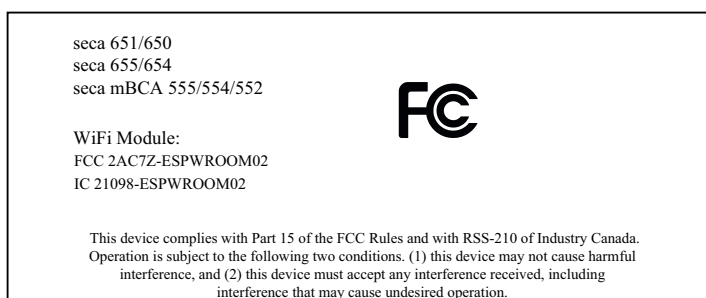 seca 651/650
seca 655/654
seca mBCA 555/554/552
FC
WiFi Module:
FCC 2AC7Z-ESPWROOM02
IC 21098-ESPWROOM02
This device complies with Part 15 of the FCC Rules and with RSS-210 of Industry Canada.
Operation is subject to the following two conditions. (1) this device may not cause harmful
interference, and (2) this device must accept any interference received, including
interference that may cause undesired operation.